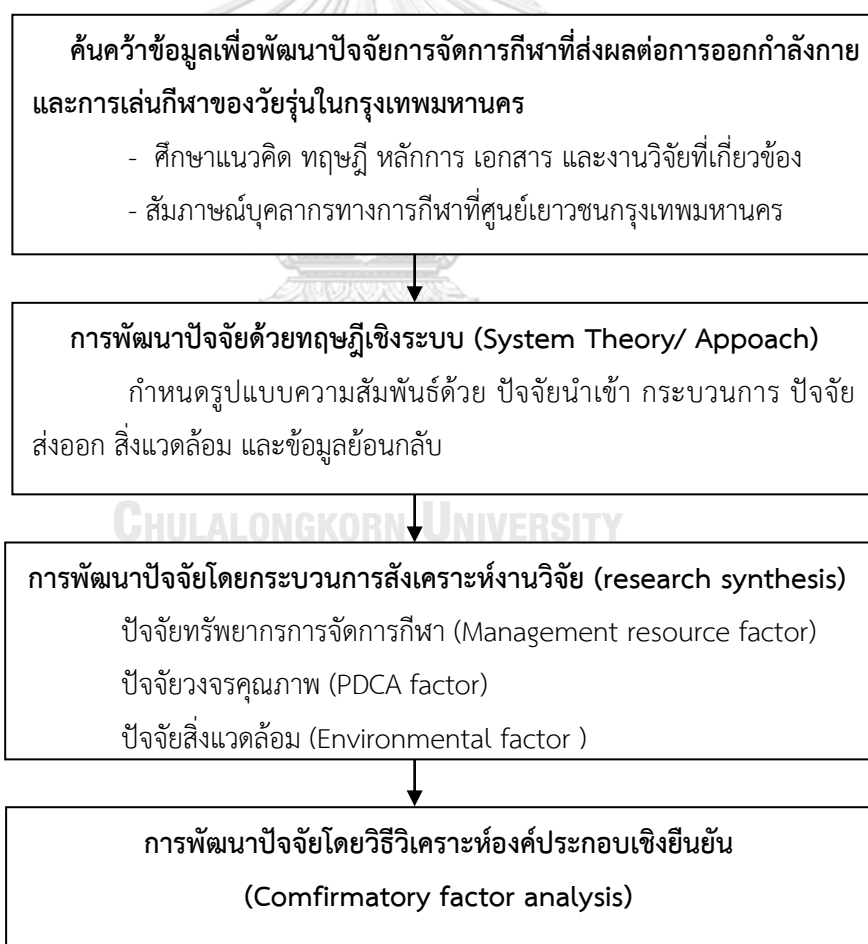 ค้นคว้าข้อมูลเพื่อพัฒนาปัจจัยการจัดการกีฬาที่ส่งผลต่อการออกกำลังกาย
และการเล่นกีฬาของวัยรุ่นในกรุงเทพมหานคร
- ศึกษาแนวคิด ทฤษฎี หลักการ เอกสาร และงานวิจัยที่เกี่ยวข้อง
- สัมภาษณ์บุคลากรทางการกีฬาที่ศูนย์เยาวชนกรุงเทพมหานคร
การพัฒนาปัจจัยด้วยทฤษฎีเชิงระบบ (System Theory/ Appoach)
กำหนดรูปแบบความสัมพันธ์ด้วย ปัจจัยนำเข้า กระบวนการ ปัจจัย
ส่งออก สิ่งแวดล้อม และข้อมูลย้อนกลับ
CHULALONGKORN UNIVERSITY
การพัฒนาปัจจัยโดยกระบวนการสังเคราะห์งานวิจัย (research synthesis)
ปัจจัยทรัพยากรการจัดการกีฬา (Management resource factor)
ปัจจัยวงจรคุณภาพ (PDCA factor)
ปัจจัยสิ่งแวดล้อม (Environmental factor )
การพัฒนาปัจจัยโดยวิธีวิเคราะห์องค์ประกอบเชิงยืนยัน
(Comfirmatory factor analysis)